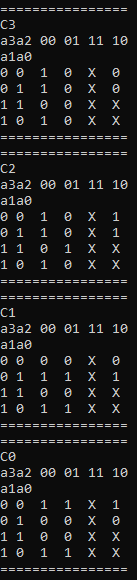 =================
C3
a3a2 00 01 11 10
a1a0
0 0  1  0  X  0
0 1  0  0  X  0
1 1  0  0  X  X
1 0  1  0  X  X
=================
=================
C2
a3a2 00 01 11 10
a1a0
0 0  1  0  X  1
0 1  1  0  X  1
1 1  0  1  X  X
1 0  1  0  X  X
=================
=================
C1
a3a2 00 01 11 10
a1a0
0 0  0  0  X  0
0 1  1  1  X  1
1 1  0  0  X  X
1 0  1  1  X  X
=================
=================
C0
a3a2 00 01 11 10
a1a0
0 0  1  1  X  1
0 1  0  0  X  0
1 1  0  0  X  X
1 0  1  1  X  X
=================